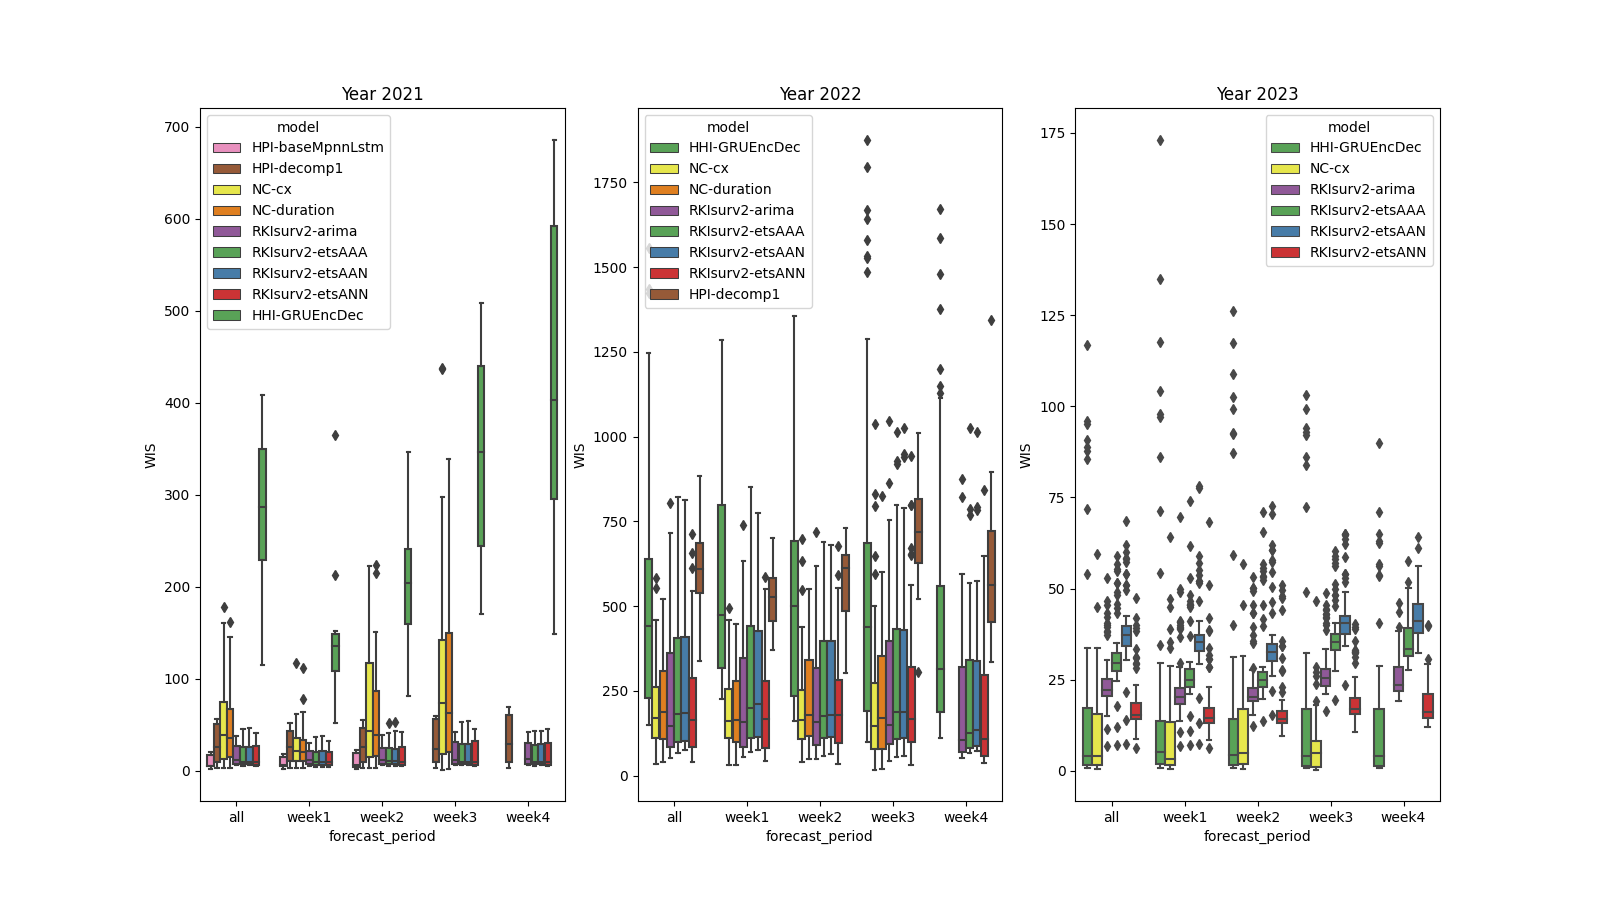 Year 2021
700
600
500
400
300
200
100
0
WIS
model
HPI-baseMpnnLstm
HPI-decomp1
NC-cx
NC-duration
RKIsurv2-arima
RKIsurv2-etsAAA
RKIsurv2-etsAAN
RKIsurv2-etsANN
HHI-GRUEncDec
all week1 week2 week3 week4
forecast_period
Year 2022
1750
1500
1250
1000
750
500
250
0
WIS
model
HHI-GRUEncDec
NC-cx
NC-duration
RKIsurv2-arima
RKIsurv2-etsAAA
RKIsurv2-etsAAN
RKIsurv2-etsANN
HPI-decomp1
all week1 week2 week3 week4
forecast_period
Year 2023
175
150
125
100
75
50
25
0
WIS
model
HHI-GRUEncDec
NC-cx
RKIsurv2-arima
RKIsurv2-etsAAA
RKIsurv2-etsAAN
RKIsurv2-etsANN
all week1 week2 week3 week4
forecast_period